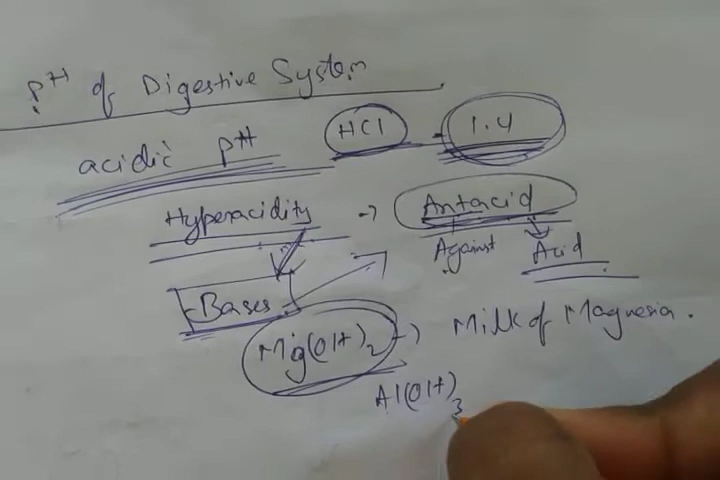 pH of Digestive System
acidic pH HCl - 1.4
Hyperacidity → Antacid
Against Acid
Bases
Mg(OH)2 → Milk of Magnesia.
Al(OH)3